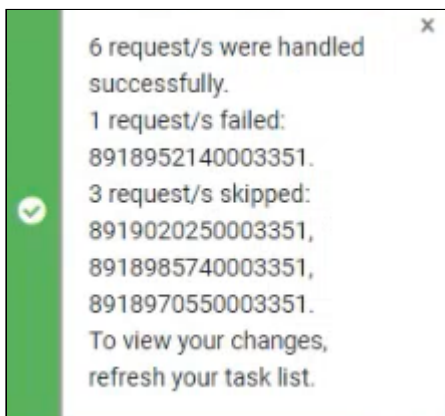 6 request/s were handled
successfully.
1 request/s failed:
8918952140003351.
3 request/s skipped:
8919020250003351,
8918985740003351,
8918970550003351.
To view your changes,
refresh your task list.